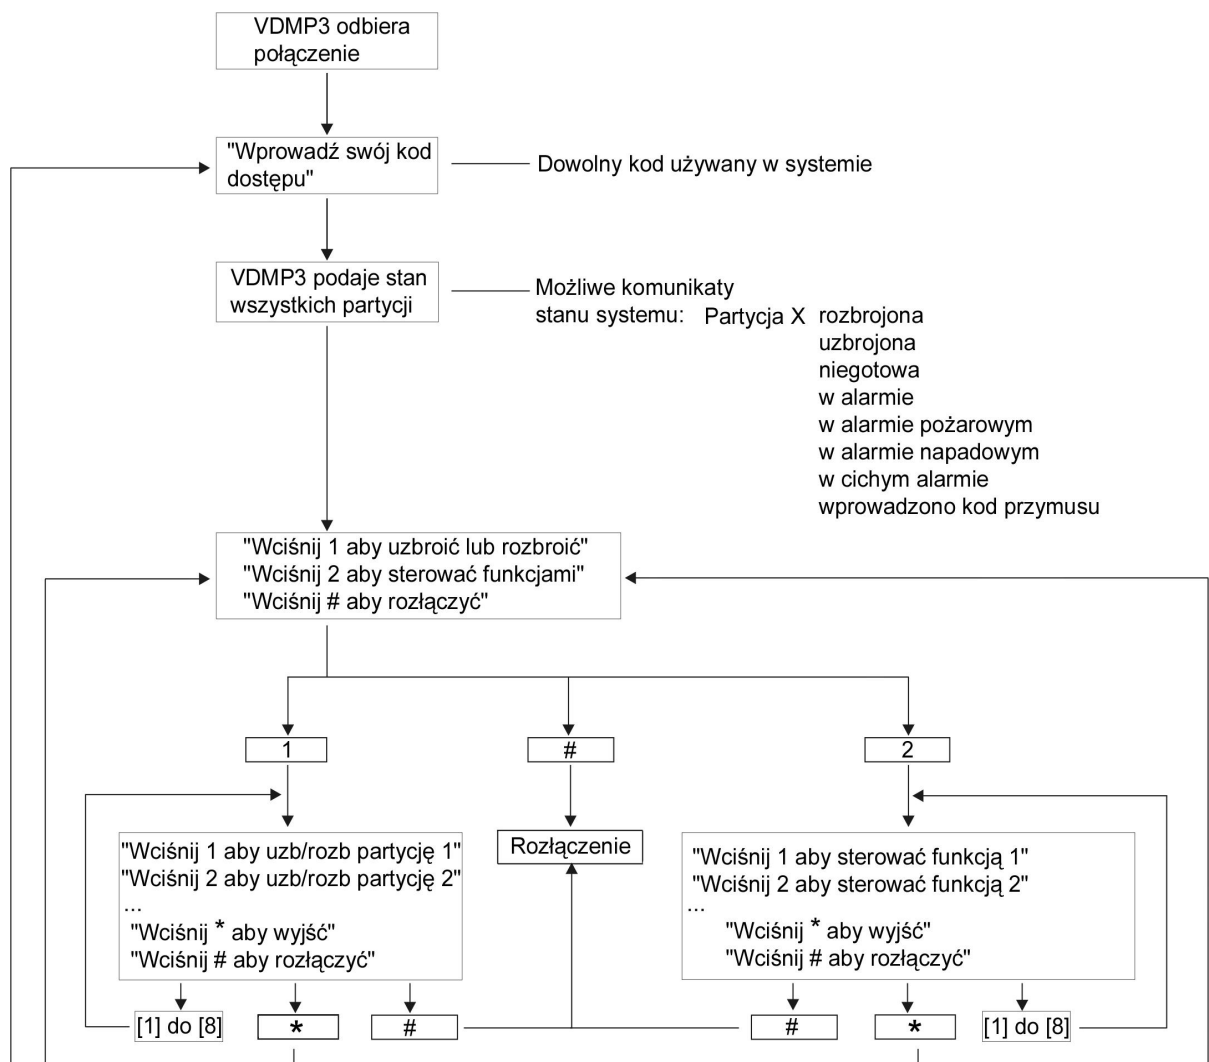 VDMP3 odbiera
połączenie
"Wprowadź swój kod
dostępu"
Dowolny kod używany w systemie
VDMP3 podaje stan
wszystkich partycji
Możliwe komunikaty
stanu systemu: Partycja X rozbrojona
uzbrojona
niegotowa
w alarmie
w alarmie pożarowym
w alarmie napadowym
w cichym alarmie
wprowadzono kod przymusu
"Wciśnij 1 aby uzbroić lub rozbroić"
"Wciśnij 2 aby sterować funkcjami"
"Wciśnij # aby rozłączyć"
1
#
2
"Wciśnij 1 aby uzb/rozb partycję 1"
"Wciśnij 2 aby uzb/rozb partycję 2"
...
"Wciśnij * aby wyjść"
"Wciśnij # aby rozłączyć"
Rozłączenie
"Wciśnij 1 aby sterować funkcją 1"
"Wciśnij 2 aby sterować funkcją 2"
...
"Wciśnij * aby wyjść"
"Wciśnij # aby rozłączyć"
[1] do [8]
*
#
#
*
[1] do [8]